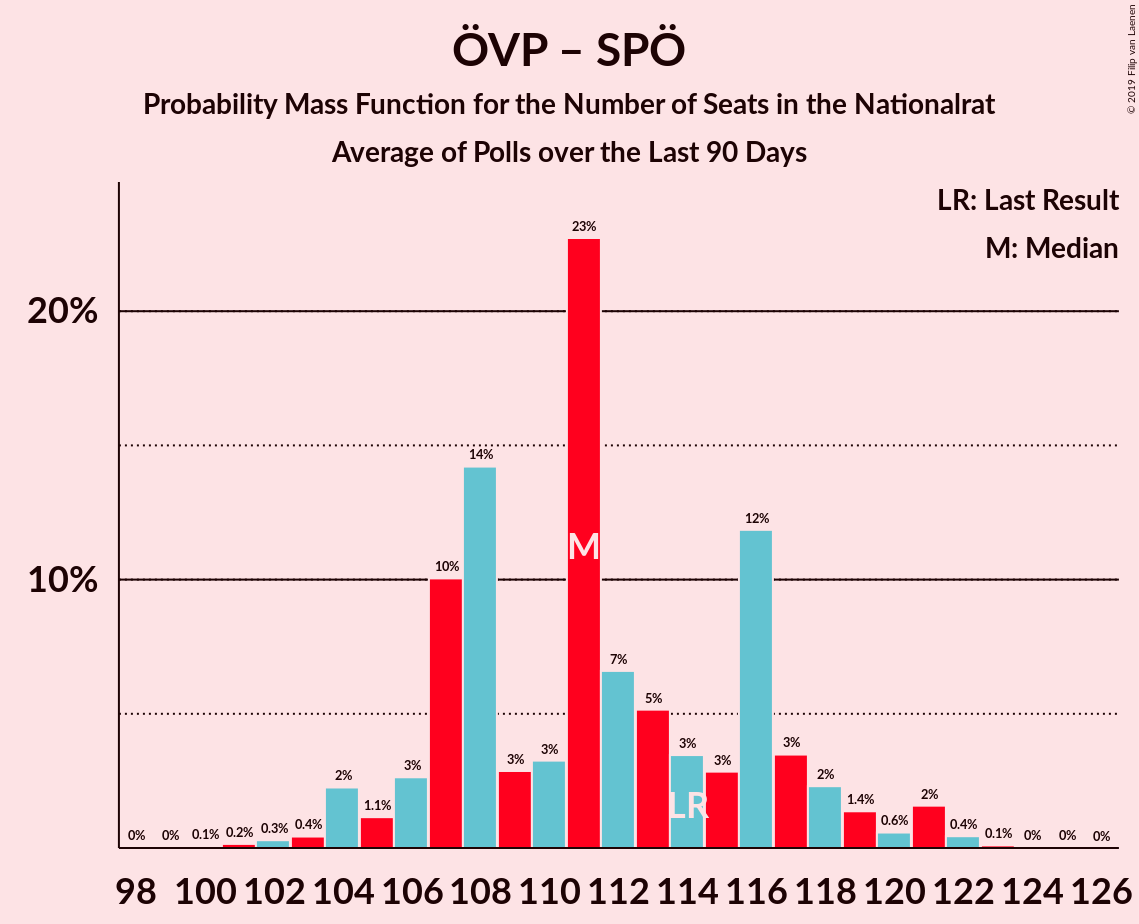 ÖVP – SPÖ
Probability Mass Function for the Number of Seats in the Nationalrat
Average of Polls over the Last 90 Days
© 2019 Filip van Laenen
LR: Last Result
M: Median
20%
10%
0% 0% 0.1% 0.2% 0.3% 0.4% 2% 1.1% 3% 10% 14% 3% 3% 23% 7% 5% 3% 3% 12% 3% 2% 1.4% 0.6% 2% 0.4% 0.1% 0% 0% 0%
M
LR
98 100 102 104 106 108 110 112 114 116 118 120 122 124 126